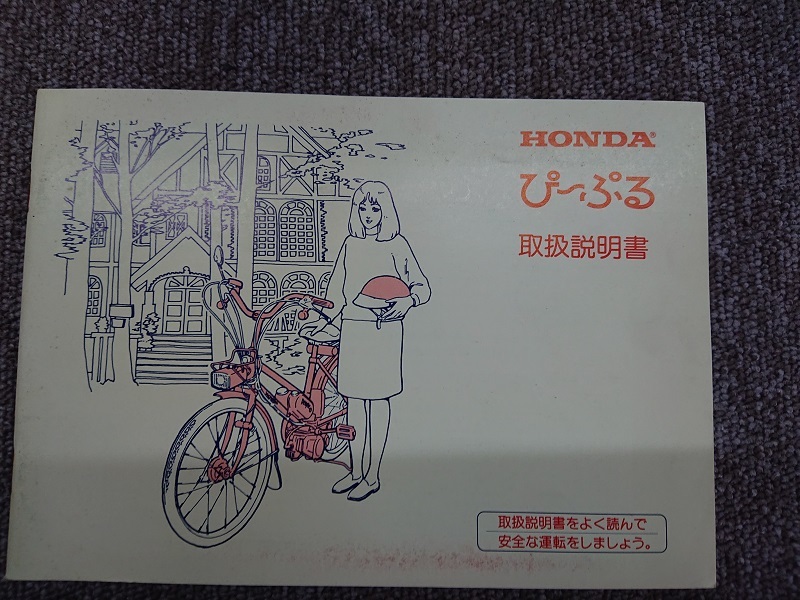 HONDA®
ぴ〜ぷる
取扱説明書
取扱説明書をよく読んで
安全な運転をしましょう。